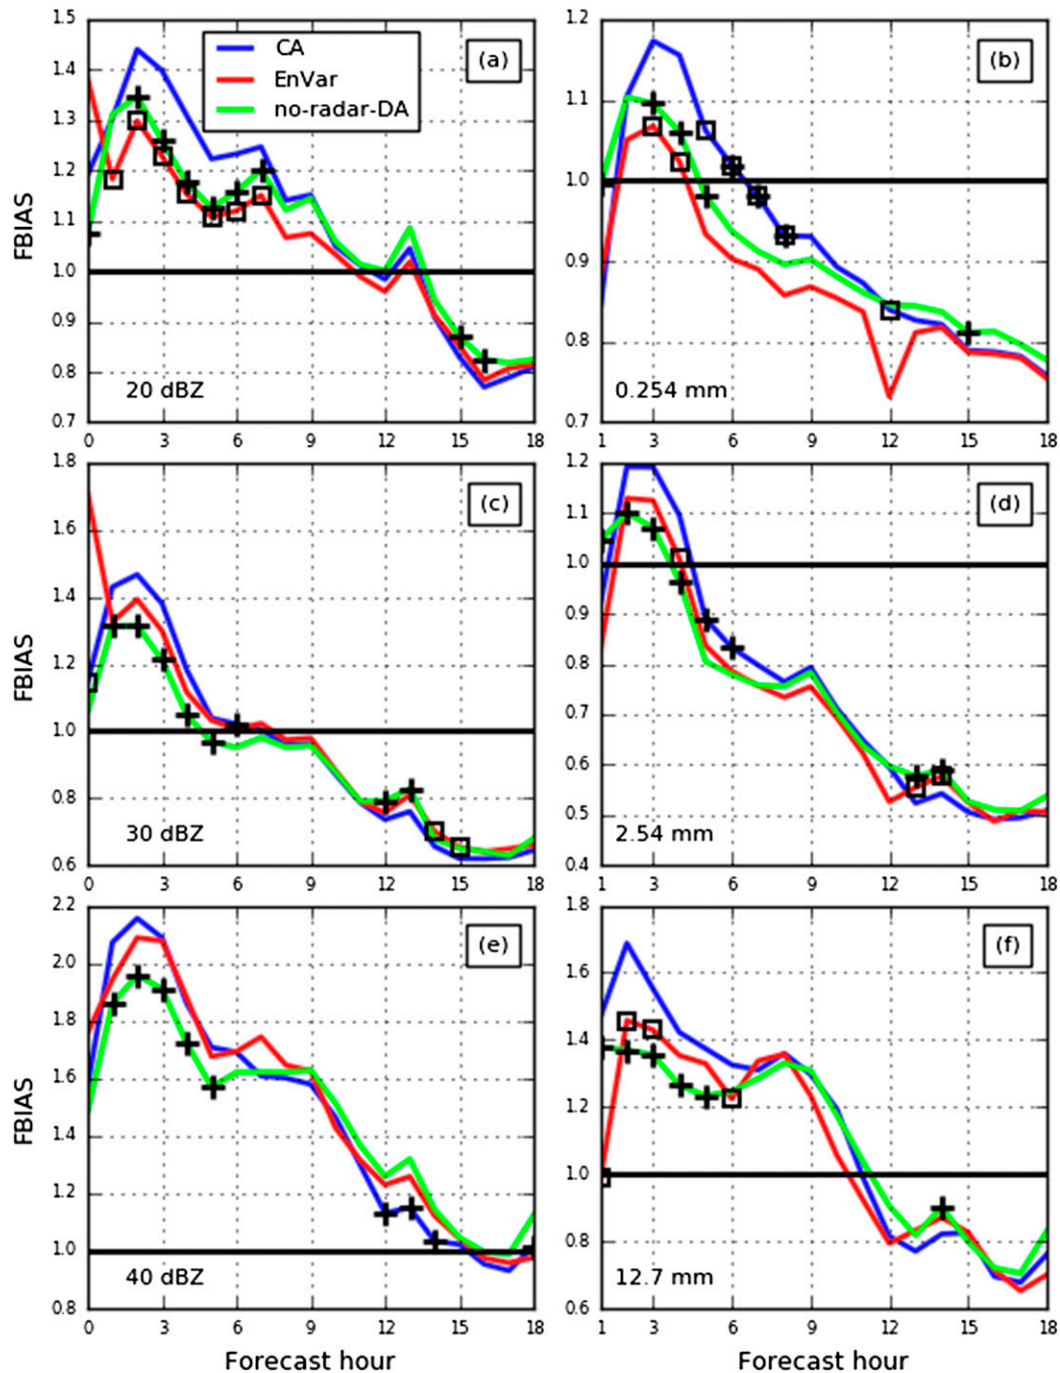 FBIAS
1.5
1.4
1.3
1.2
1.1
1.0
0.9
0.8
0.7
CA
EnVar
no-radar-DA
(a)
20 dBZ
0 3 6 9 12 15 18
1.2
1.1
1.0
0.9
0.8
0.7
(b)
0.254 mm
1 3 6 9 12 15 18
FBIAS
1.8
1.6
1.4
1.2
1.0
0.8
0.6
(c)
30 dBZ
0 3 6 9 12 15 18
1.2
1.1
1.0
0.9
0.8
0.7
0.6
0.5
0.4
(d)
2.54 mm
1 3 6 9 12 15 18
FBIAS
2.2
2.0
1.8
1.6
1.4
1.2
1.0
0.8
(e)
40 dBZ
0 3 6 9 12 15 18
Forecast hour
1.8
1.6
1.4
1.2
1.0
0.8
0.6
(f)
12.7 mm
1 3 6 9 12 15 18
Forecast hour